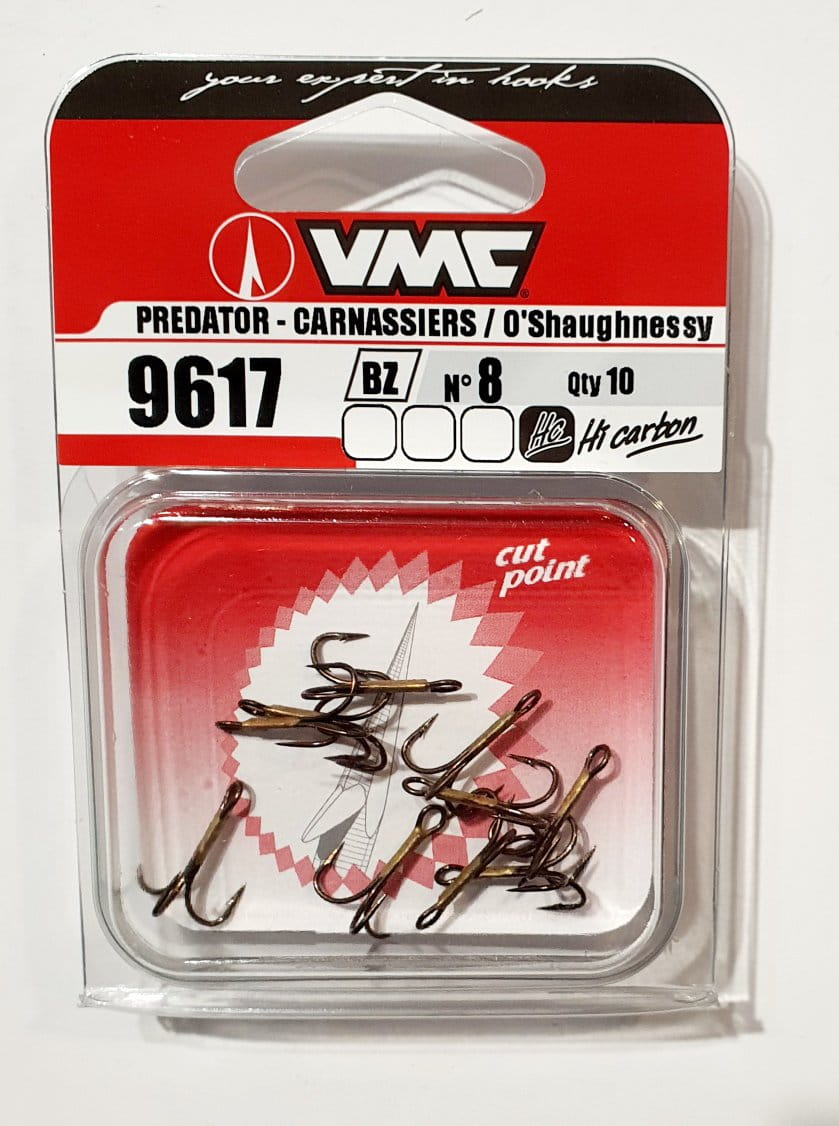 your expert in hooks
VMC®
PREDATOR - CARNASSIERS / O'Shaughnessy
9617 BZ N° 8 Qty 10
Hc Hi carbon
cut
point